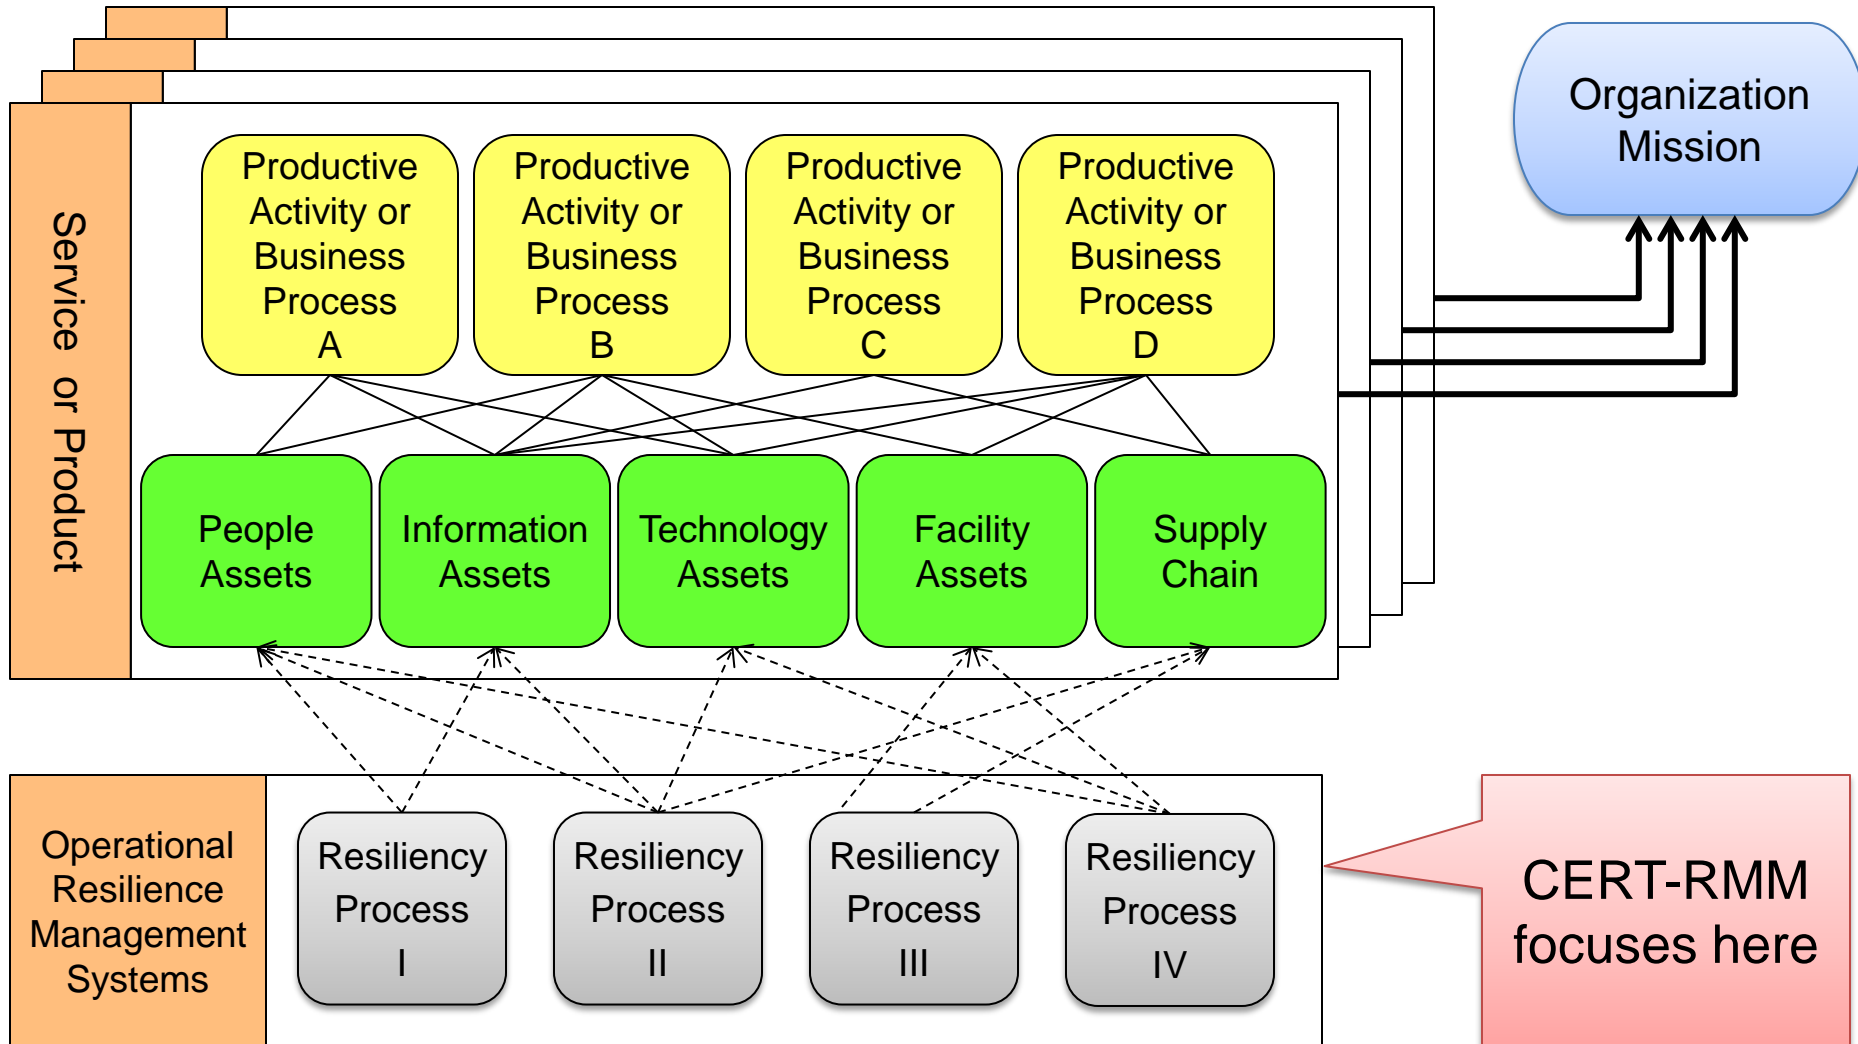 Organization
Mission
Service or Product
Productive
Activity or
Business
Process
A
Productive
Activity or
Business
Process
B
Productive
Activity or
Business
Process
C
Productive
Activity or
Business
Process
D
People
Assets
Information
Assets
Technology
Assets
Facility
Assets
Supply
Chain
Operational
Resilience
Management
Systems
Resiliency
Process
I
Resiliency
Process
II
Resiliency
Process
III
Resiliency
Process
IV
CERT-RMM
focuses here